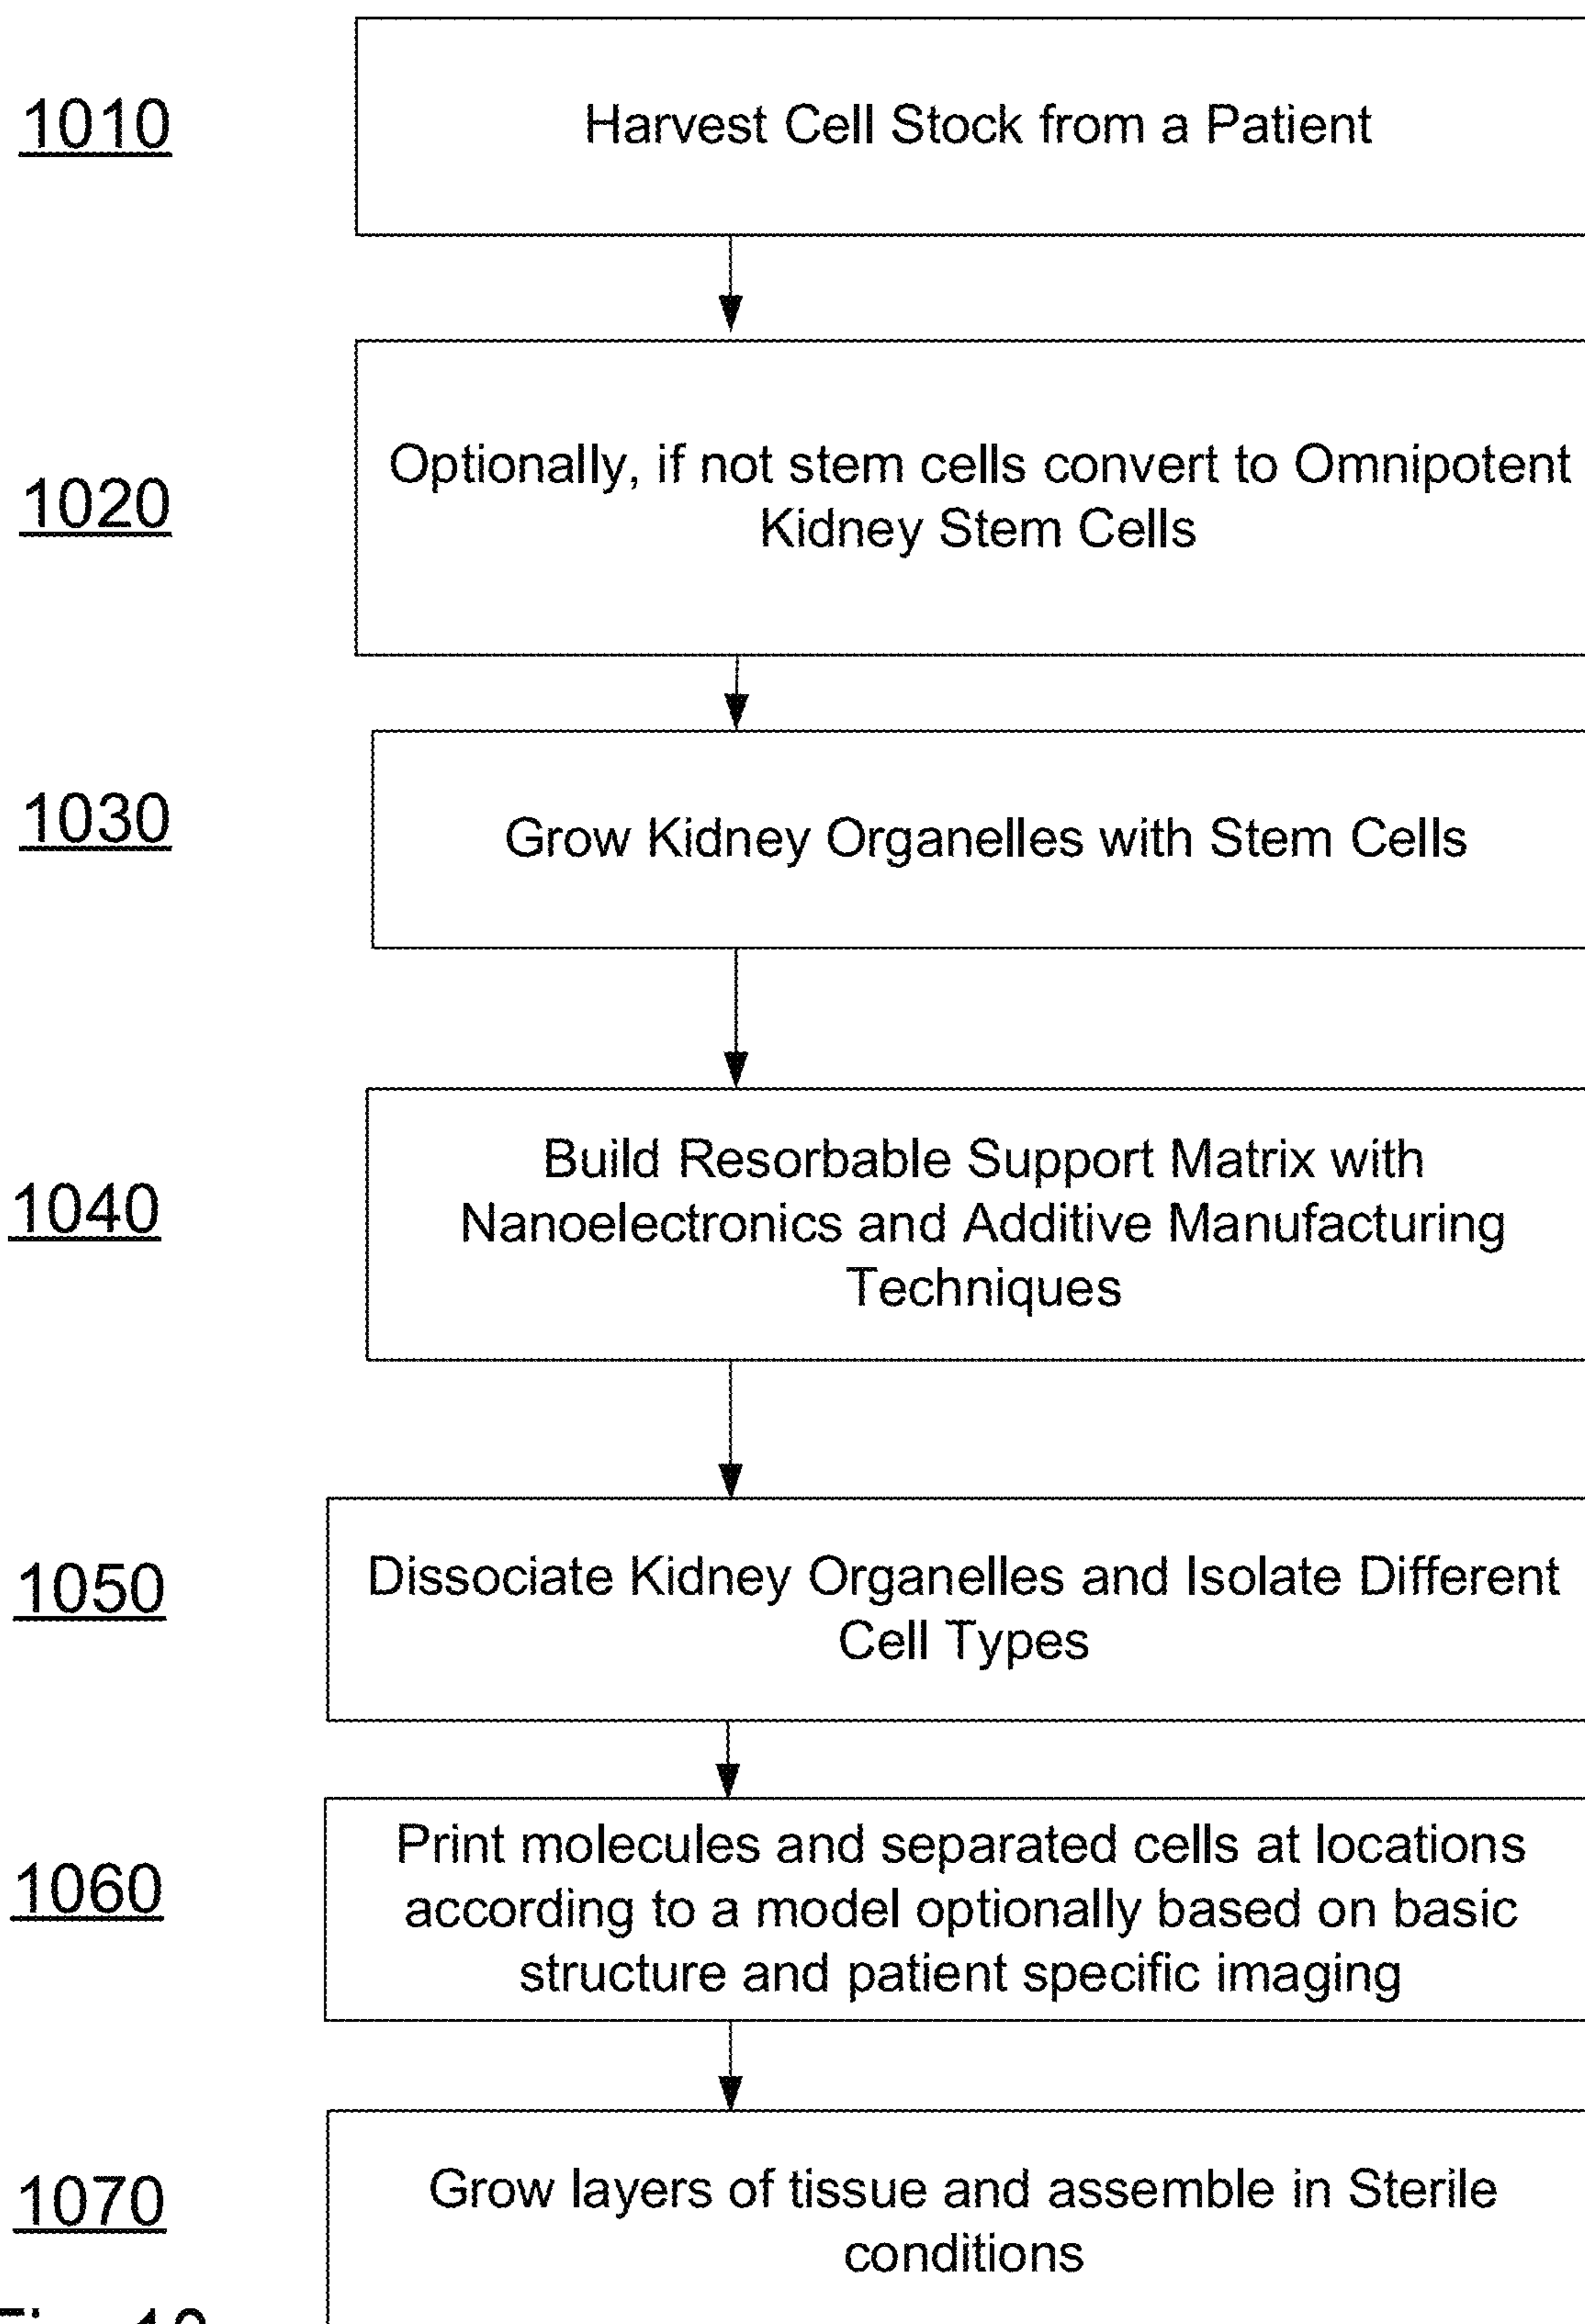 1010
Harvest Cell Stock from a Patient
1020
Optionally, if not stem cells convert to Omnipotent
Kidney Stem Cells
1030
Grow Kidney Organelles with Stem Cells
1040
Build Resorbable Support Matrix with
Nanoelectronics and Additive Manufacturing
Techniques
1050
Dissociate Kidney Organelles and Isolate Different
Cell Types
1060
Print molecules and separated cells at locations
according to a model optionally based on basic
structure and patient specific imaging
1070
Grow layers of tissue and assemble in Sterile
conditions